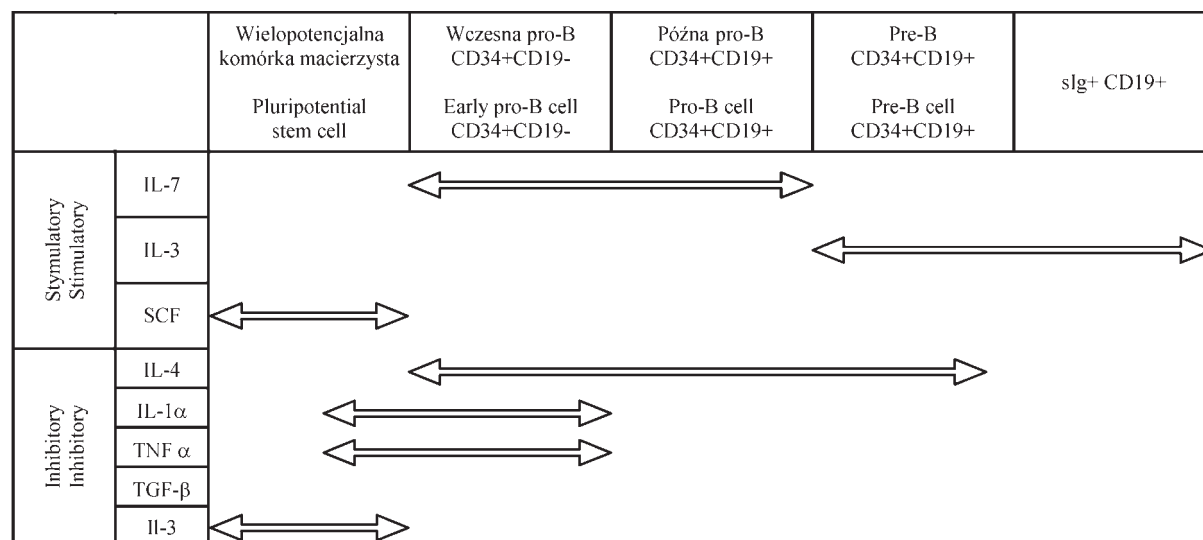 Wielopotencjalna
komórka macierzysta
Pluripotential
stem cell
Wczesna pro-B
CD34+CD19-
Early pro-B cell
CD34+CD19-
Późna pro-B
CD34+CD19+
Pro-B cell
CD34+CD19+
Pre-B
CD34+CD19+
Pre-B cell
CD34+CD19+
sIg+ CD19+
Stymulatory
Stimulatory
IL-7
IL-3
SCF
Inhibitory
Inhibitory
IL-4
IL-1α
TNF α
TGF-β
Il-3